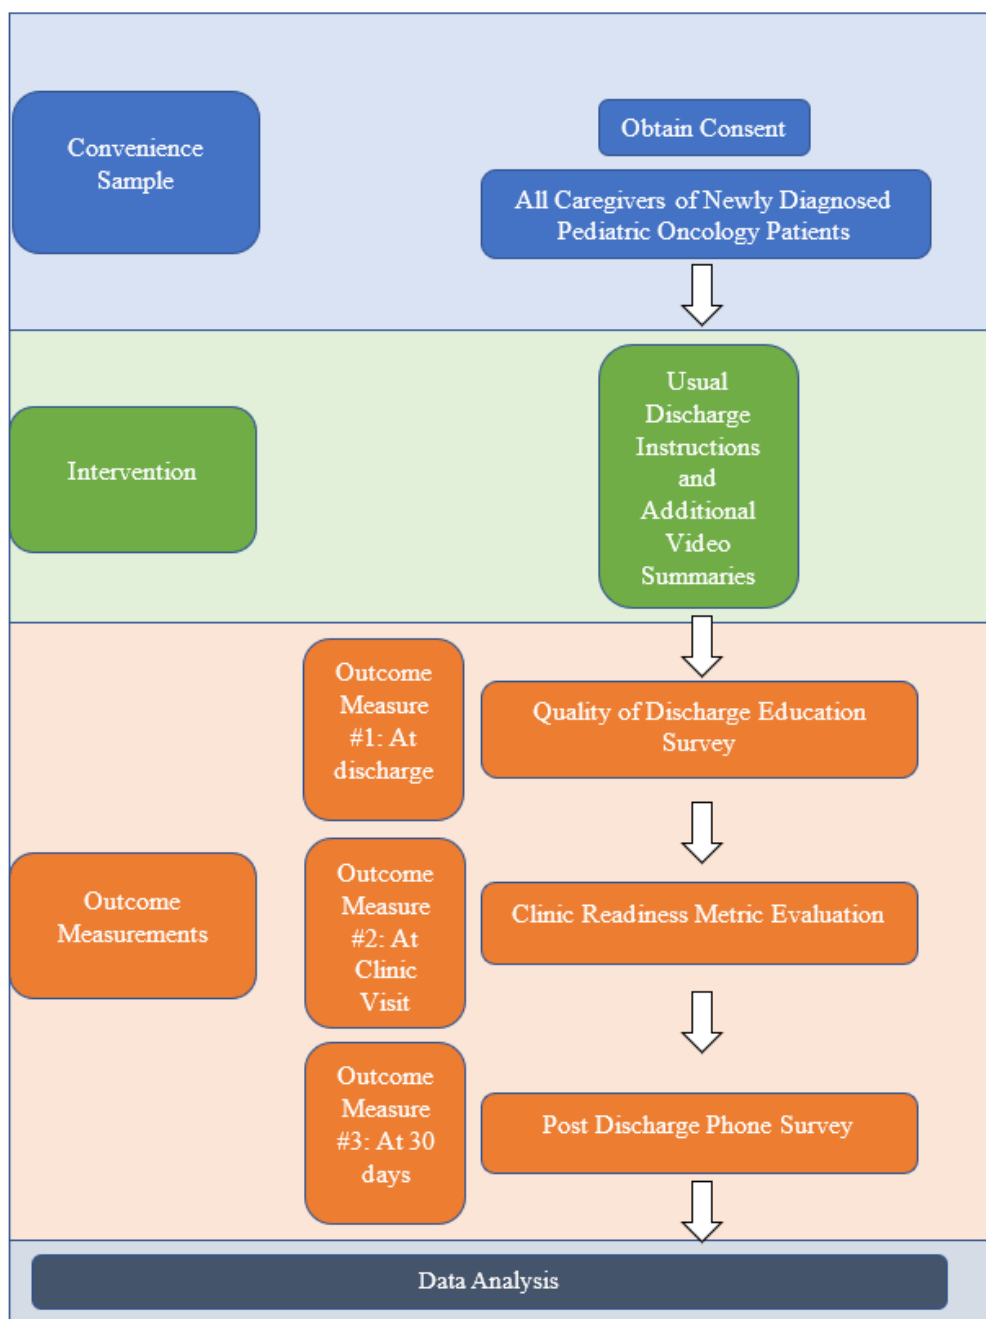 Convenience
Sample
Obtain Consent
All Caregivers of Newly Diagnosed
Pediatric Oncology Patients
Intervention
Usual
Discharge
Instructions
and
Additional
Video
Summaries
Outcome
Measurements
Outcome
Measure
#1: At
discharge
Quality of Discharge Education
Survey
Outcome
Measure
#2: At
Clinic
Visit
Clinic Readiness Metric Evaluation
Outcome
Measure
#3: At 30
days
Post Discharge Phone Survey
Data Analysis